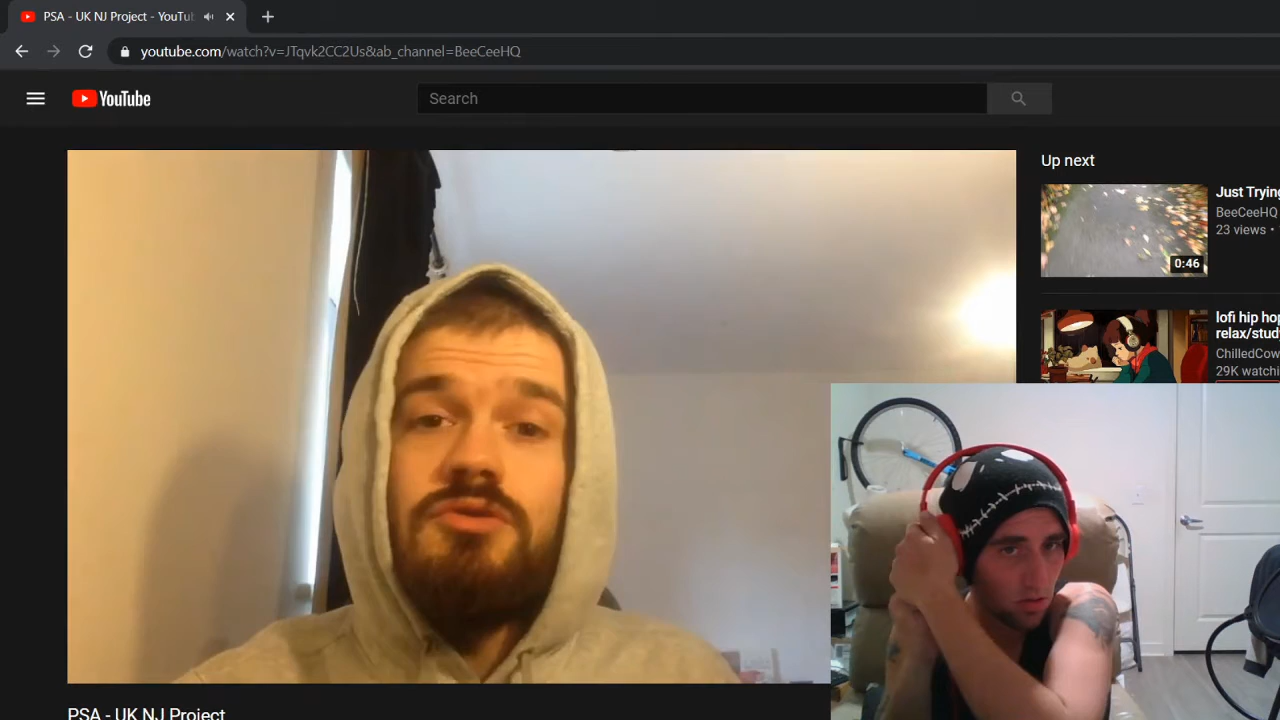 PSA - UK NJ Project - YouTu
youtube.com/watch?v=JTqvk2CC2Us&ab_channel=BeeCeeHQ
YouTube
Search
Up next
Just Trying
BeeCeeHQ
23 views •
0:46
lofi hip hop
relax/study
ChilledCow
29K watchi
PSA - UK NJ Project